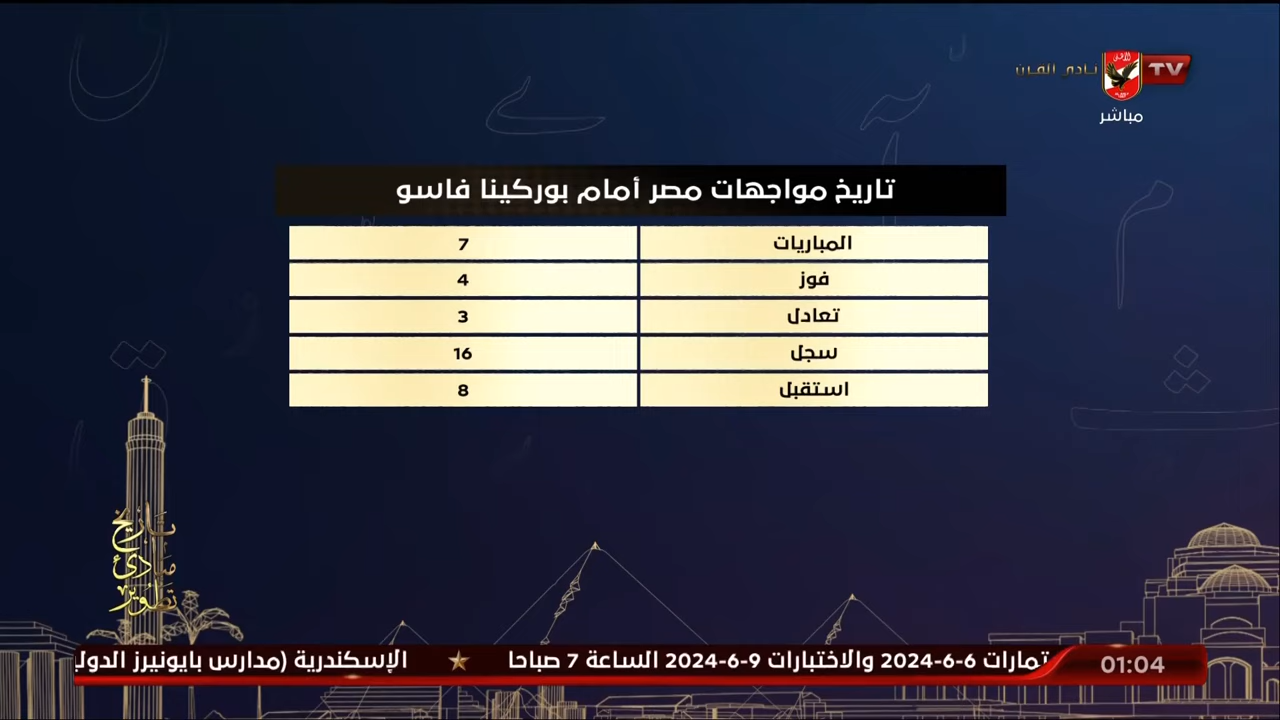 نادي القرن
TV
مباشر
تاريخ مواجهات مصر أمام بوركينا فاسو
المباريات 7
فوز 4
تعادل 3
سجل 16
استقبل 8
تاريخ
مبادئ
تطوير
01:04 تمارات 6-6-2024 والاختبارات 9-6-2024 الساعة 7 صباحا ★ الإسكندرية (مدارس بايونيرز الدولي